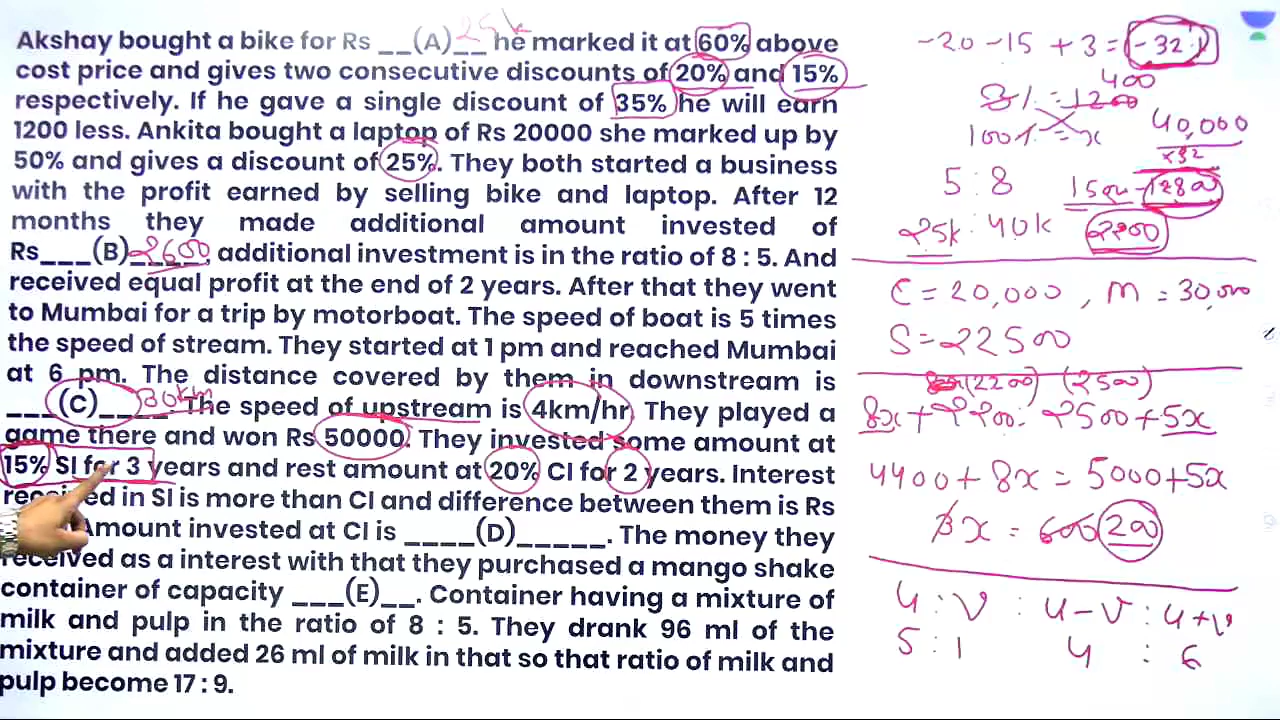 Akshay bought a bike for Rs __(A)__ 25k he marked it at 60% above
cost price and gives two consecutive discounts of 20% and 15%
respectively. If he gave a single discount of 35% he will earn
1200 less. Ankita bought a laptop of Rs 20000 she marked up by
50% and gives a discount of 25%. They both started a business
with the profit earned by selling bike and laptop. After 12
months they made additional amount invested of
Rs___(B)_2600_, additional investment is in the ratio of 8 : 5. And
received equal profit at the end of 2 years. After that they went
to Mumbai for a trip by motorboat. The speed of boat is 5 times
the speed of stream. They started at 1 pm and reached Mumbai
at 6 pm. The distance covered by them in downstream is
___(C)____ 30km. The speed of upstream is 4km/hr. They played a
game there and won Rs 50000. They invested some amount at
15% SI for 3 years and rest amount at 20% CI for 2 years. Interest
received in SI is more than CI and difference between them is Rs
Amount invested at CI is ____(D)_____. The money they
received as a interest with that they purchased a mango shake
container of capacity ___(E)__. Container having a mixture of
milk and pulp in the ratio of 8 : 5. They drank 96 ml of the
mixture and added 26 ml of milk in that so that ratio of milk and
pulp become 17 : 9.
-20 -15 + 3 = -32%
400
3% = 1200
100% = x
40,000
×32
5 : 8
12800
25k : 40k
2200
C = 20,000 , M = 30,000
S = 22500
(2200) (2500)
8x + 2200 : 2500 + 5x
4400 + 8x = 5000 + 5x
3x = 600 200
u : v : u - v : u + v
5 : 1 4 : 6